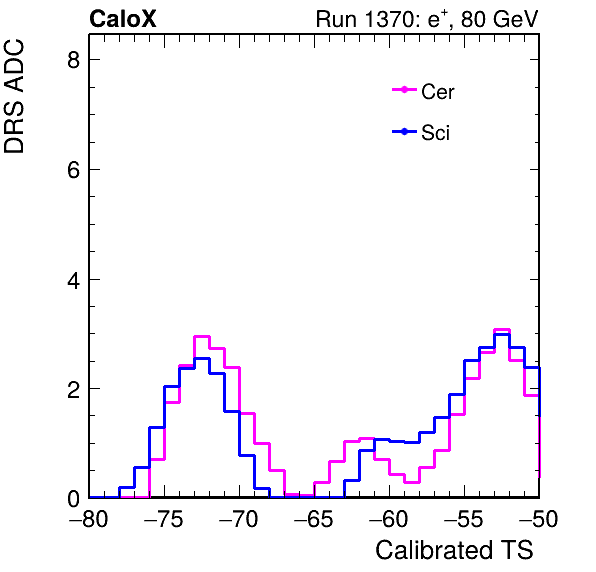 CaloX Run 1370: e⁺, 80 GeV
DRS ADC
8
6
4
2
0
Cer
Sci
−80 −75 −70 −65 −60 −55 −50
Calibrated TS